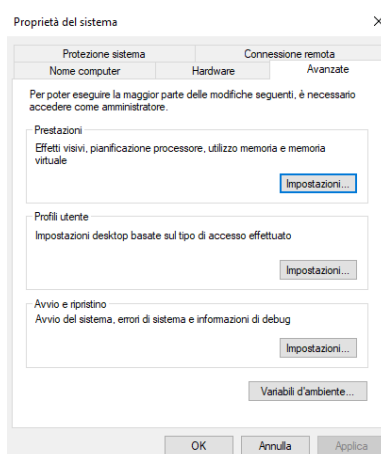 Proprietà del sistema
Protezione sistema
Connessione remota
Nome computer
Hardware
Avanzate
Per poter eseguire la maggior parte delle modifiche seguenti, è necessario
accedere come amministratore.
Prestazioni
Effetti visivi, pianificazione processore, utilizzo memoria e memoria
virtuale
Impostazioni...
Profili utente
Impostazioni desktop basate sul tipo di accesso effettuato
Impostazioni...
Avvio e ripristino
Avvio del sistema, errori di sistema e informazioni di debug
Impostazioni...
Variabili d'ambiente...
OK
Annulla
Applica